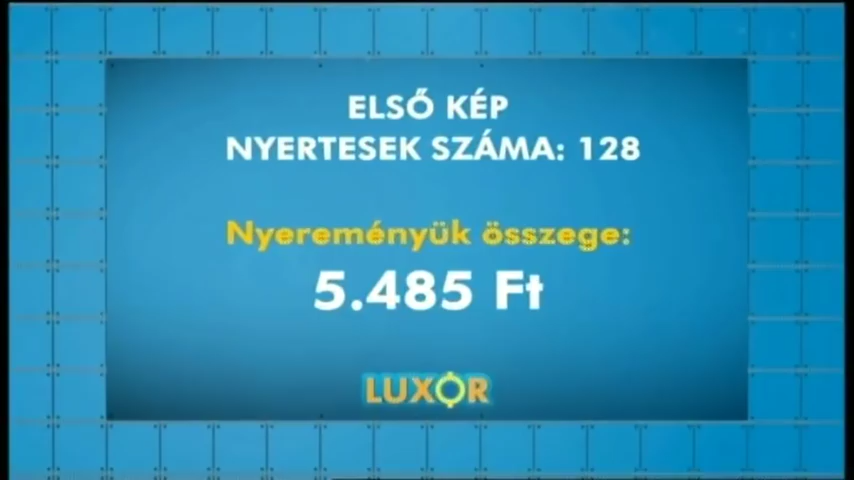 ELSŐ KÉP
NYERTESEK SZÁMA: 128
Nyereményük összege:
5.485 Ft
LUXOR